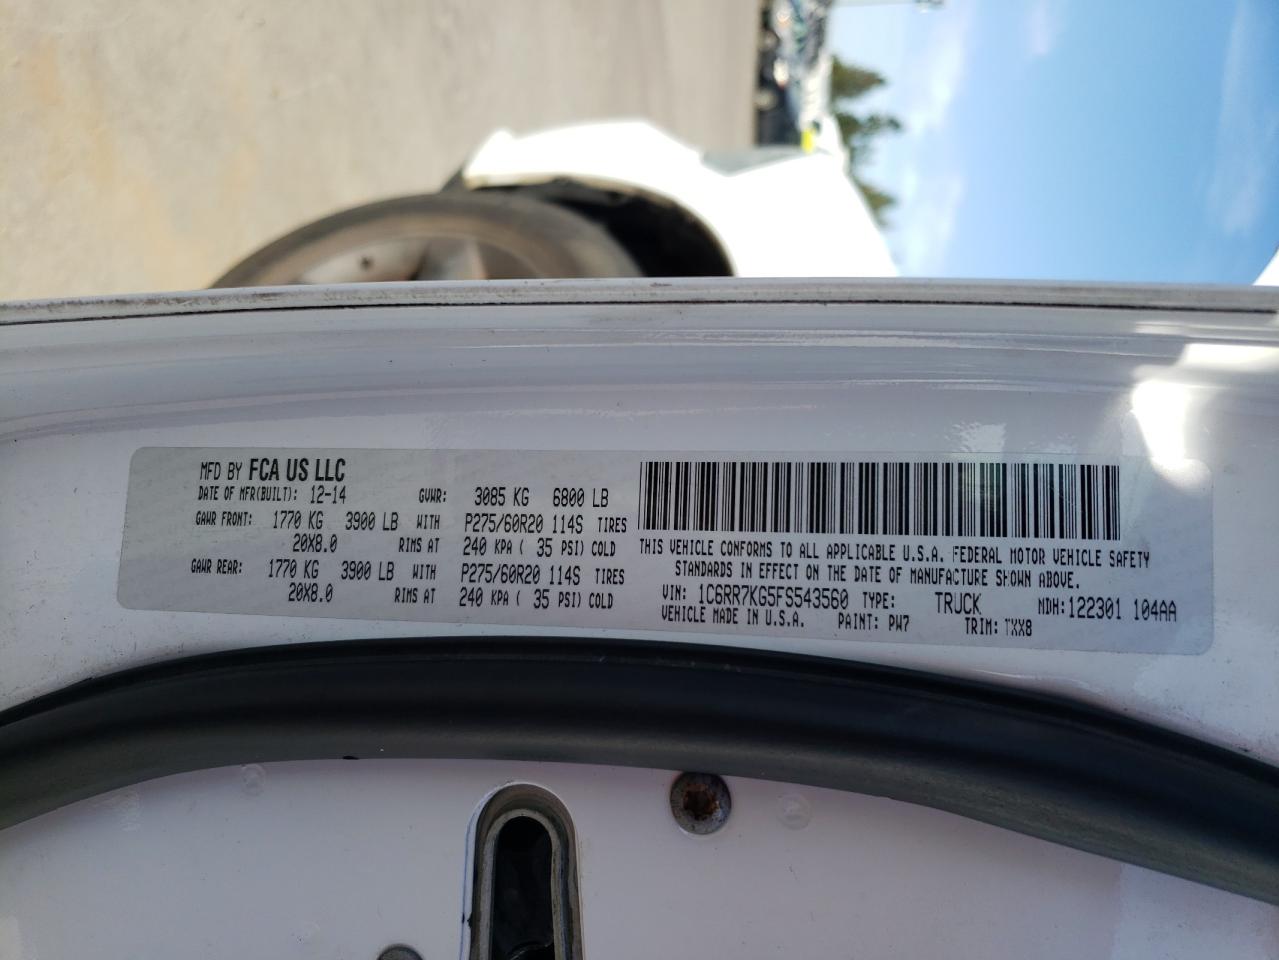 MFD BY FCA US LLC
DATE OF MFR(BUILT): 12-14 GVWR: 3085 KG 6800 LB
GAWR FRONT: 1770 KG 3900 LB WITH P275/60R20 114S TIRES
20X8.0 RIMS AT 240 KPA ( 35 PSI) COLD
GAWR REAR: 1770 KG 3900 LB WITH P275/60R20 114S TIRES
20X8.0 RIMS AT 240 KPA ( 35 PSI) COLD
THIS VEHICLE CONFORMS TO ALL APPLICABLE U.S.A. FEDERAL MOTOR VEHICLE SAFETY
STANDARDS IN EFFECT ON THE DATE OF MANUFACTURE SHOWN ABOVE.
VIN: 1C6RR7KG5FS543560 TYPE: TRUCK MDH: 122301 104AA
VEHICLE MADE IN U.S.A. PAINT: PW7 TRIM: TXX8